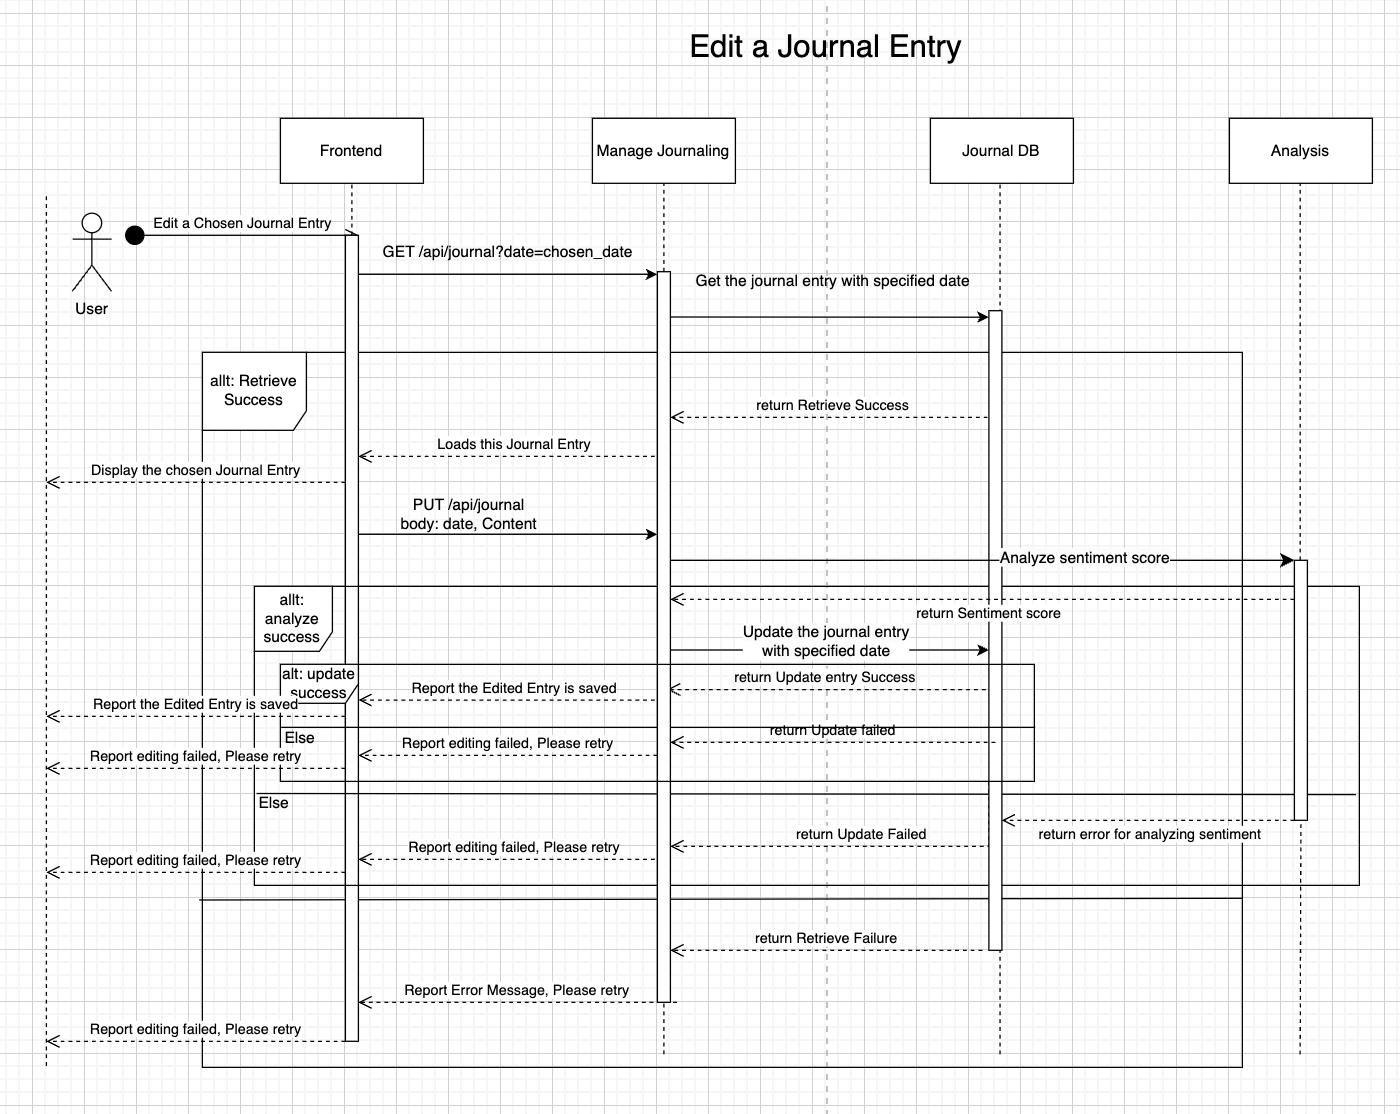 Edit a Journal Entry
Frontend
Manage Journaling
Journal DB
Analysis
Edit a Chosen Journal Entry
User
GET /api/journal?date=chosen_date
Get the journal entry with specified date
allt: Retrieve
Success
return Retrieve Success
Loads this Journal Entry
Display the chosen Journal Entry
PUT /api/journal
body: date, Content
Analyze sentiment score
allt:
analyze
success
return Sentiment score
Update the journal entry
with specified date
alt: update
success
return Update entry Success
Report the Edited Entry is saved
Report the Edited Entry is saved
Else
return Update failed
Report editing failed, Please retry
Report editing failed, Please retry
Else
return error for analyzing sentiment
return Update Failed
Report editing failed, Please retry
Report editing failed, Please retry
return Retrieve Failure
Report Error Message, Please retry
Report editing failed, Please retry